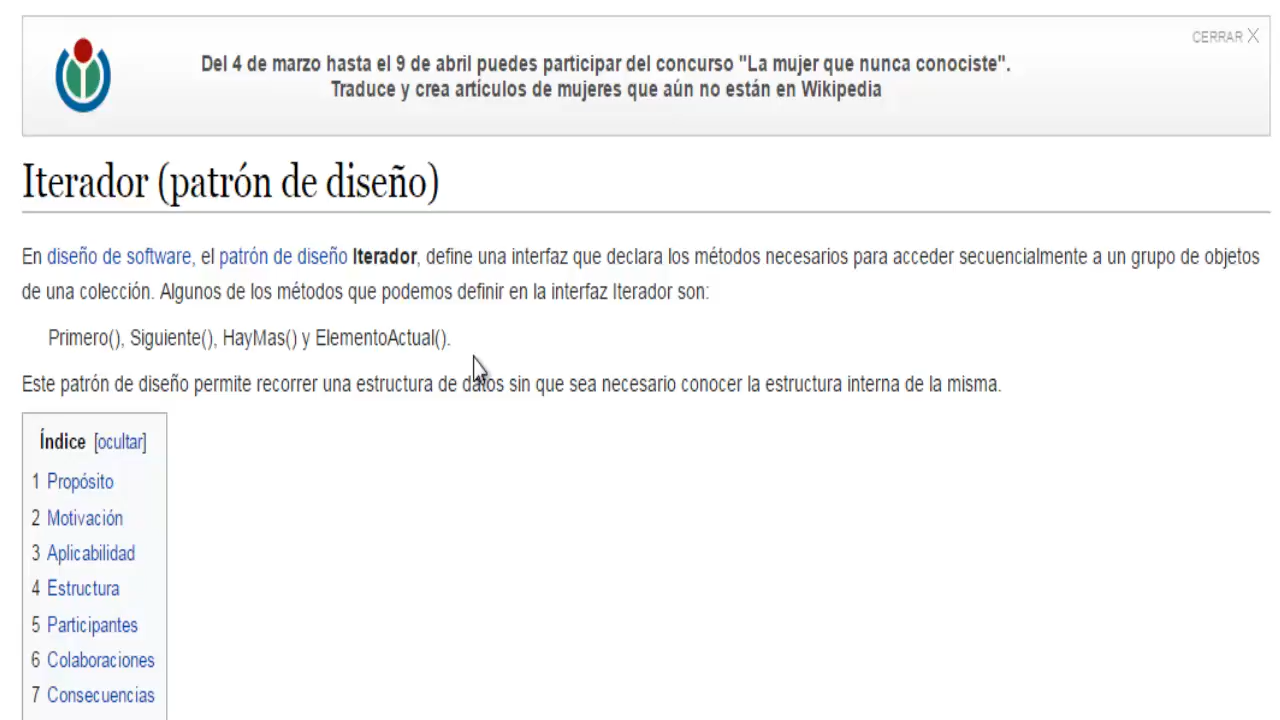 CERRAR X
Del 4 de marzo hasta el 9 de abril puedes participar del concurso "La mujer que nunca conociste".
Traduce y crea artículos de mujeres que aún no están en Wikipedia
Iterador (patrón de diseño)
En diseño de software, el patrón de diseño Iterador, define una interfaz que declara los métodos necesarios para acceder secuencialmente a un grupo de objetos
de una colección. Algunos de los métodos que podemos definir en la interfaz Iterador son:
Primero(), Siguiente(), HayMas() y ElementoActual().
Este patrón de diseño permite recorrer una estructura de datos sin que sea necesario conocer la estructura interna de la misma.
Índice [ocultar]
1 Propósito
2 Motivación
3 Aplicabilidad
4 Estructura
5 Participantes
6 Colaboraciones
7 Consecuencias